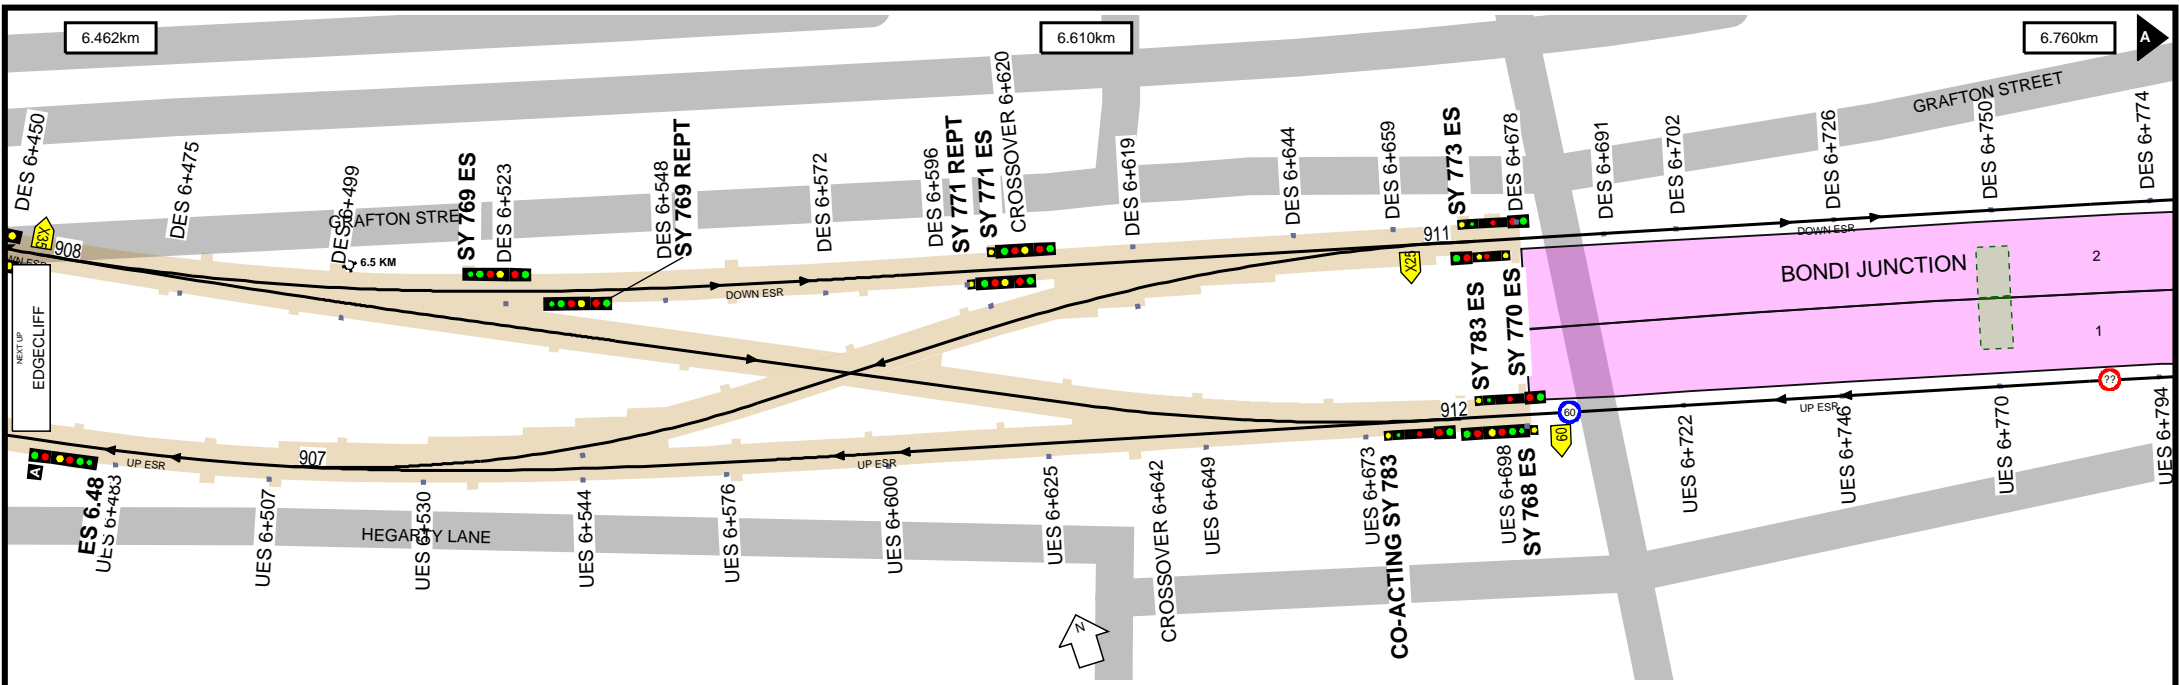 6.462km
6.610km
6.760km
A
DES 6+450
DES 6+475
DES 6+499
SY 769 ES
DES 6+523
DES 6+548
SY 769 REPT
DES 6+572
DES 6+596
SY 771 REPT
SY 771 ES
CROSSOVER 6+620
DES 6+619
DES 6+644
DES 6+659
SY 773 ES
DES 6+678
DES 6+691
DES 6+702
DES 6+726
DES 6+750
DES 6+774
GRAFTON STREET
GRAFTON STRE
X35
908
WN ESR
6.5 KM
DOWN ESR
911
X25
DOWN ESR
BONDI JUNCTION
2
1
NEXT UP
EDGECLIFF
SY 783 ES
SY 770 ES
912
60
60
??
UP ESR
907
UP ESR
UP ESR
A
ES 6.48
UES 6+483
UES 6+507
UES 6+530
UES 6+544
UES 6+576
UES 6+600
UES 6+625
CROSSOVER 6+642
UES 6+649
UES 6+673
CO-ACTING SY 783
UES 6+698
SY 768 ES
UES 6+722
UES 6+746
UES 6+770
UES 6+794
HEGARTY LANE
N